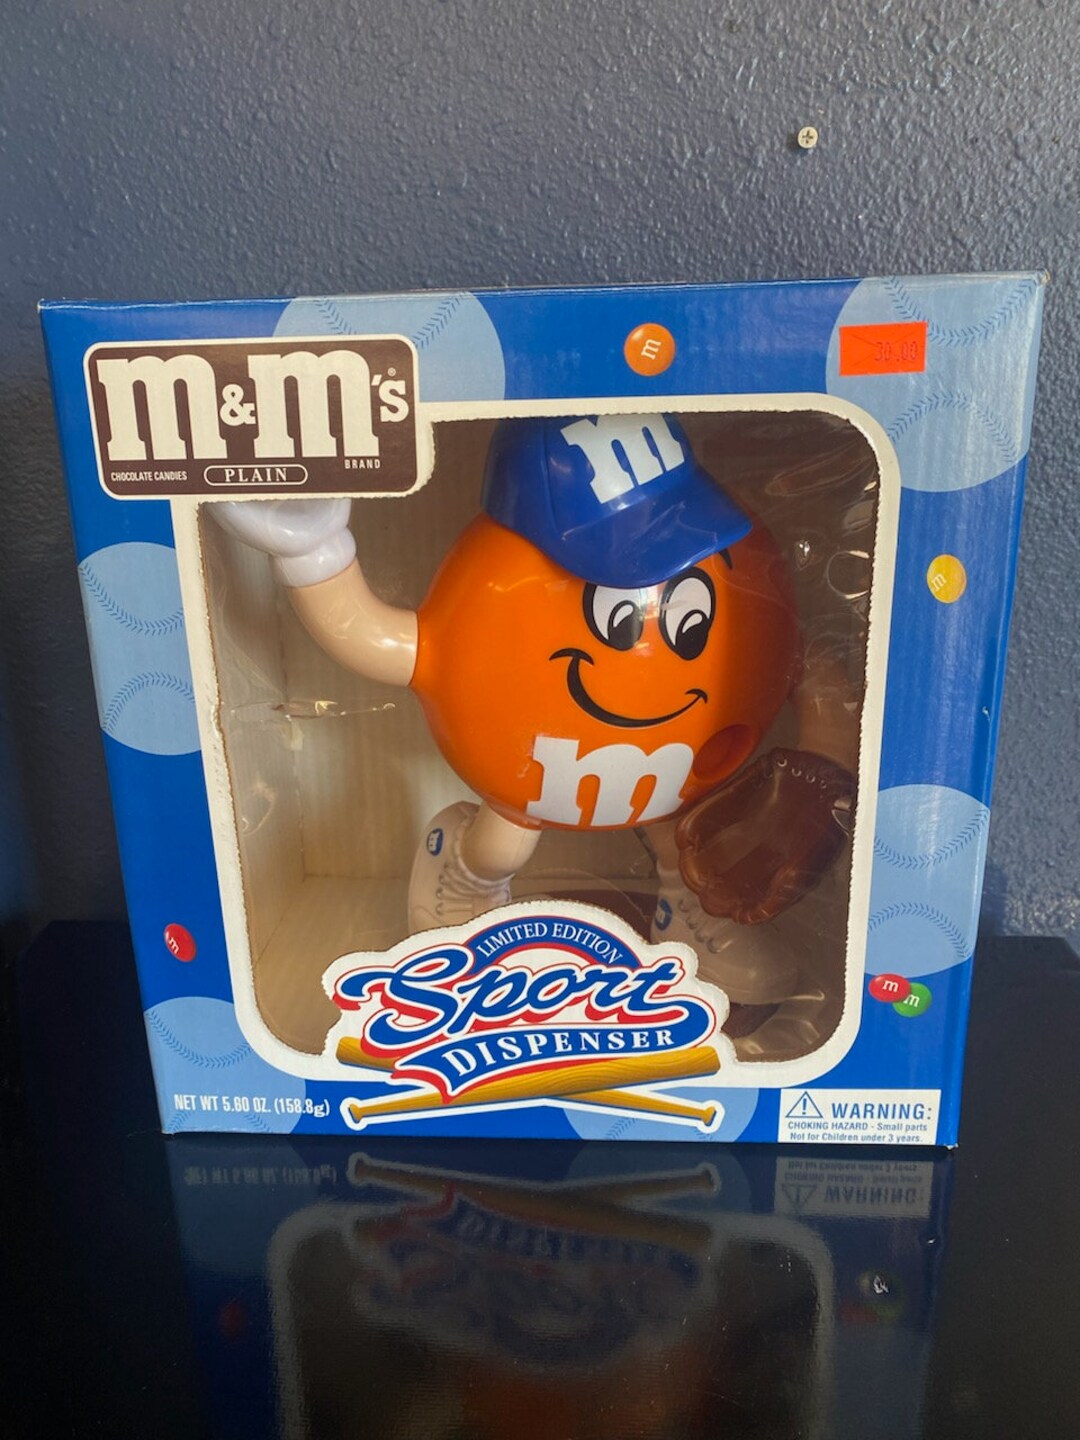 30.00
m
m&m's®
CHOCOLATE CANDIES PLAIN BRAND
m
m
m
LIMITED EDITION
Sport
DISPENSER
m
m
m
NET WT 5.60 OZ. (158.8g)
WARNING:
CHOKING HAZARD - Small parts
Not for Children under 3 years.